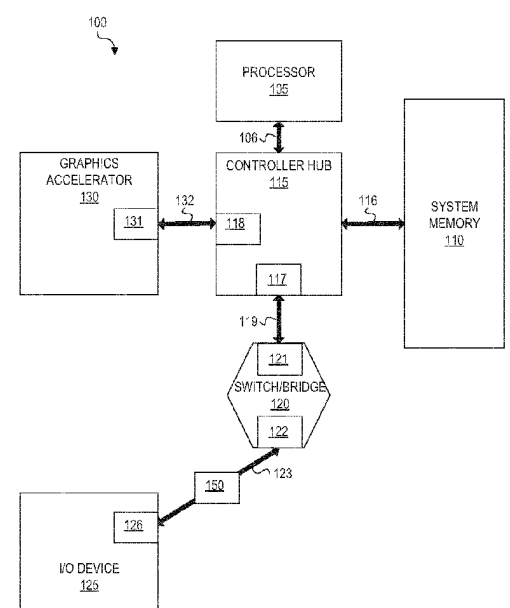 100
PROCESSOR
105
106
GRAPHICS
ACCELERATOR
130
131
132
CONTROLLER HUB
115
118
117
116
SYSTEM
MEMORY
110
119
121
SWITCH/BRIDGE
120
122
150
123
126
I/O DEVICE
125